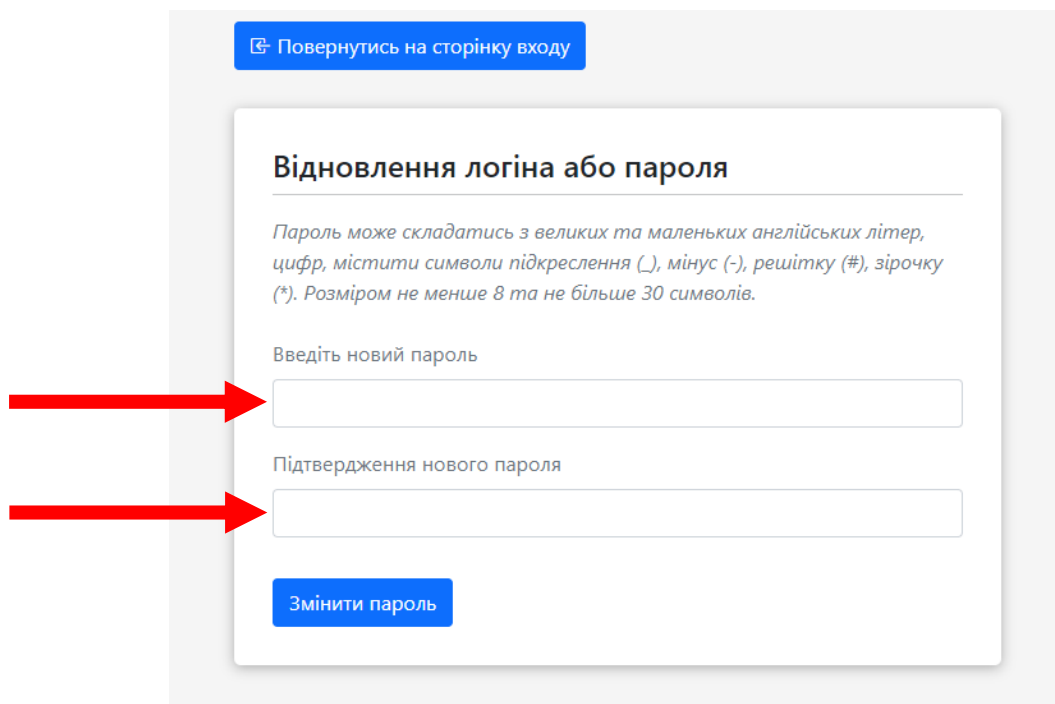 Повернутись на сторінку входу
Відновлення логіна або пароля
Пароль може складатись з великих та маленьких англійських літер,
цифр, містити символи підкреслення (_), мінус (-), решітку (#), зірочку
(*). Розміром не менше 8 та не більше 30 символів.
Введіть новий пароль
Підтвердження нового пароля
Змінити пароль